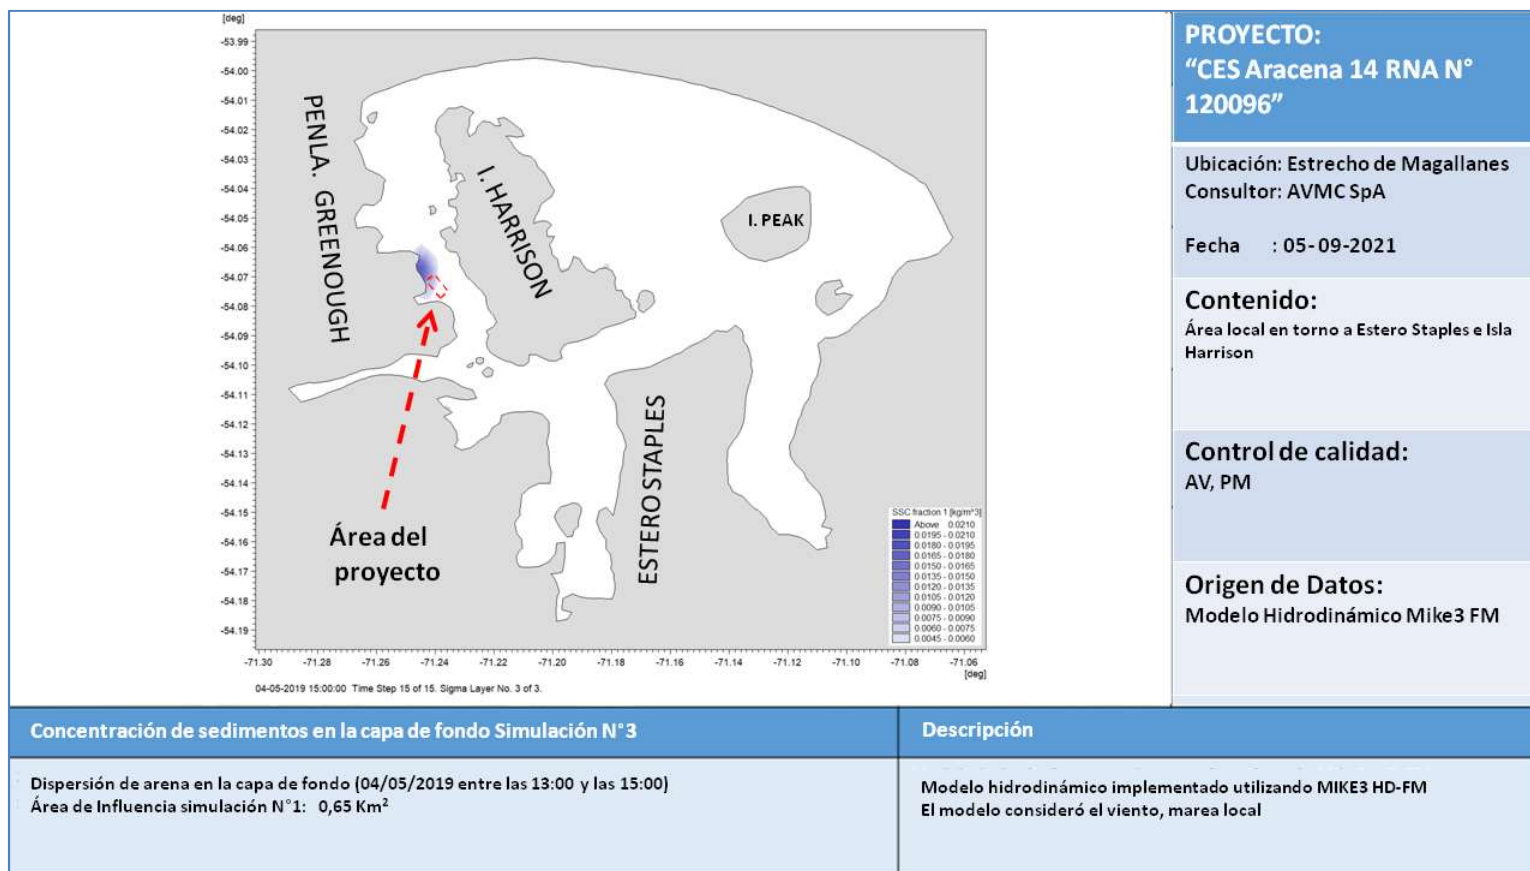 [deg]
-53.99
-54.00
-54.01
-54.02
-54.03
-54.04
-54.05
-54.06
-54.07
-54.08
-54.09
-54.10
-54.11
-54.12
-54.13
-54.14
-54.15
-54.16
-54.17
-54.18
-54.19
PENLA. GREENOUGH
I. HARRISON
I. PEAK
ESTERO STAPLES
Área del
proyecto
SSC fraction 1 [kg/m^3]
Above 0.0210
0.0195 - 0.0210
0.0180 - 0.0195
0.0165 - 0.0180
0.0150 - 0.0165
0.0135 - 0.0150
0.0120 - 0.0135
0.0105 - 0.0120
0.0090 - 0.0105
0.0075 - 0.0090
0.0060 - 0.0075
0.0045 - 0.0060
-71.30 -71.28 -71.26 -71.24 -71.22 -71.20 -71.18 -71.16 -71.14 -71.12 -71.10 -71.08 -71.06
[deg]
04-05-2019 15:00:00 Time Step 15 of 15. Sigma Layer No. 3 of 3.
PROYECTO:
“CES Aracena 14 RNA N°
120096”
Ubicación: Estrecho de Magallanes
Consultor: AVMC SpA
Fecha : 05-09-2021
Contenido:
Área local en torno a Estero Staples e Isla
Harrison
Control de calidad:
AV, PM
Origen de Datos:
Modelo Hidrodinámico Mike3 FM
Concentración de sedimentos en la capa de fondo Simulación N°3
Dispersión de arena en la capa de fondo (04/05/2019 entre las 13:00 y las 15:00)
Área de Influencia simulación N°1: 0,65 Km²
Descripción
Modelo hidrodinámico implementado utilizando MIKE3 HD-FM
El modelo consideró el viento, marea local